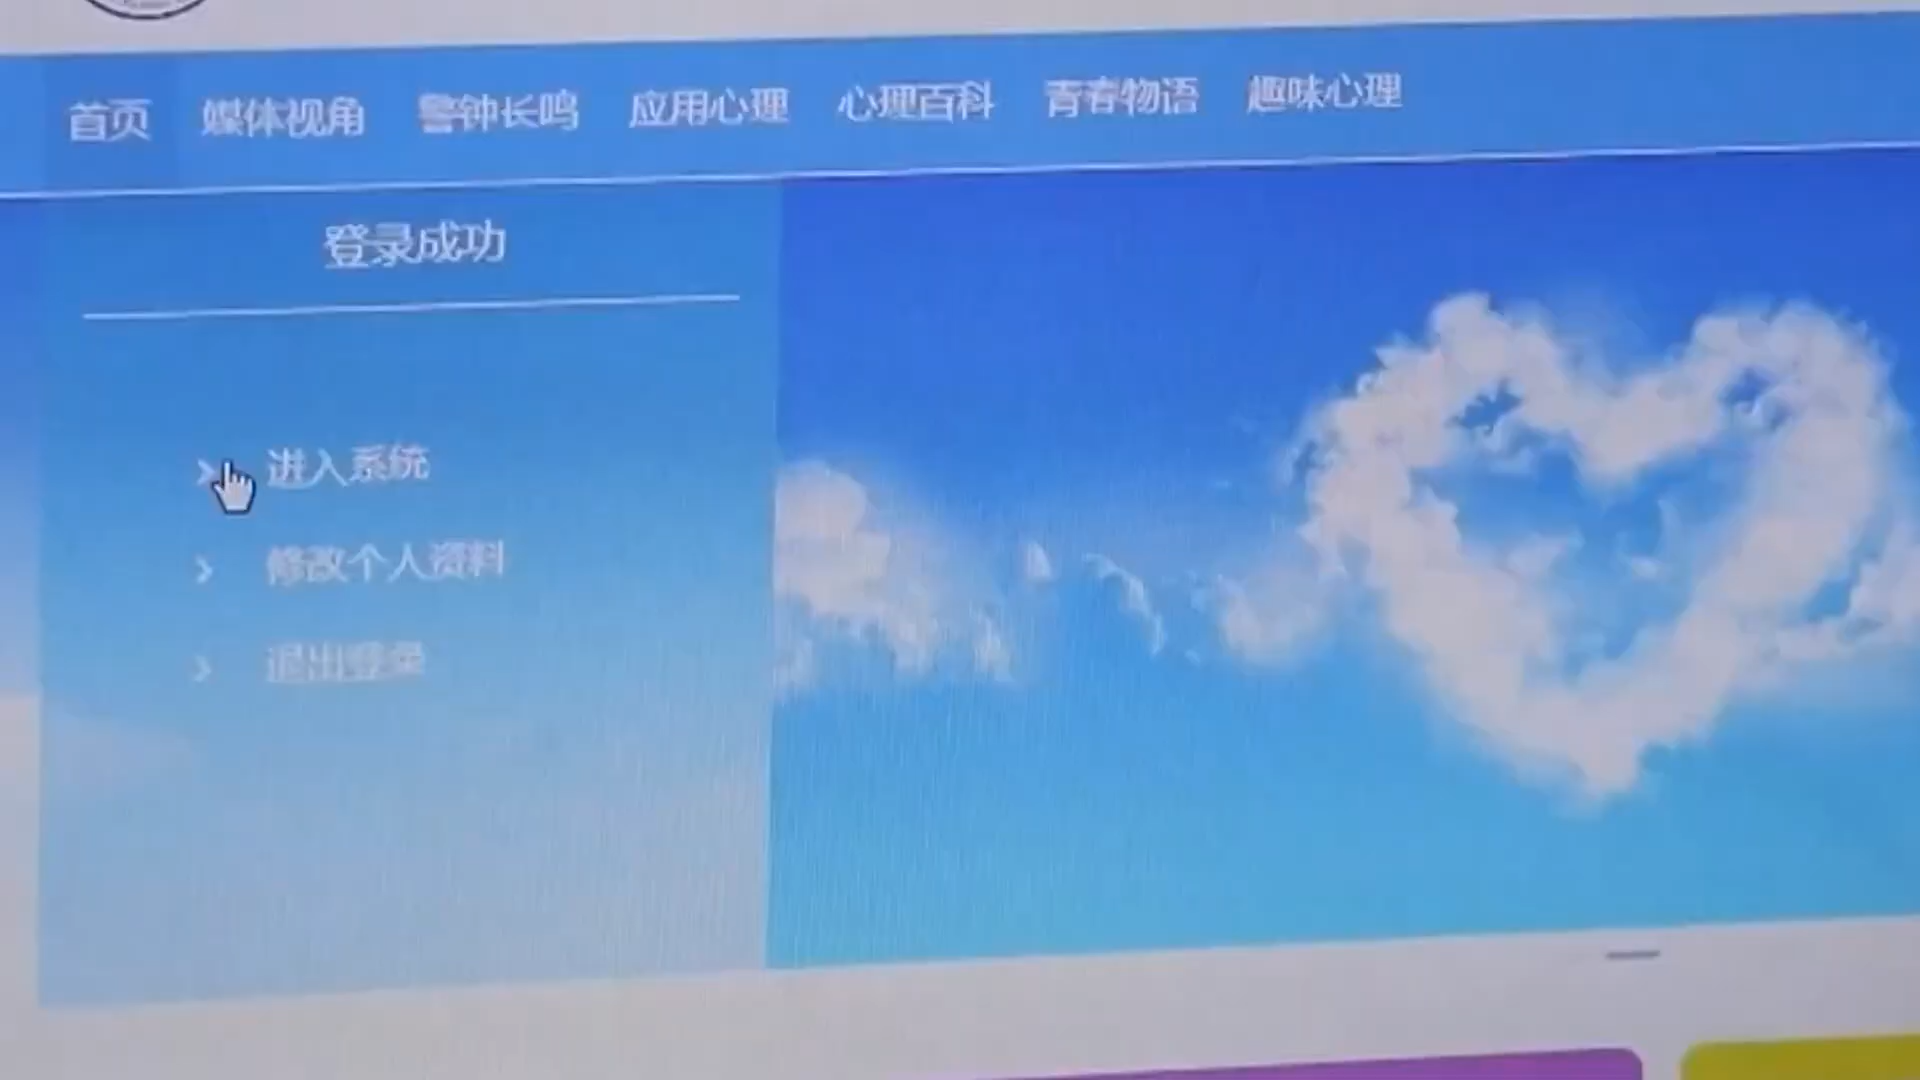 首页 媒体视角 警钟长鸣 应用心理 心理百科 青春物语 趣味心理
登录成功
进入系统
修改个人资料
退出登录